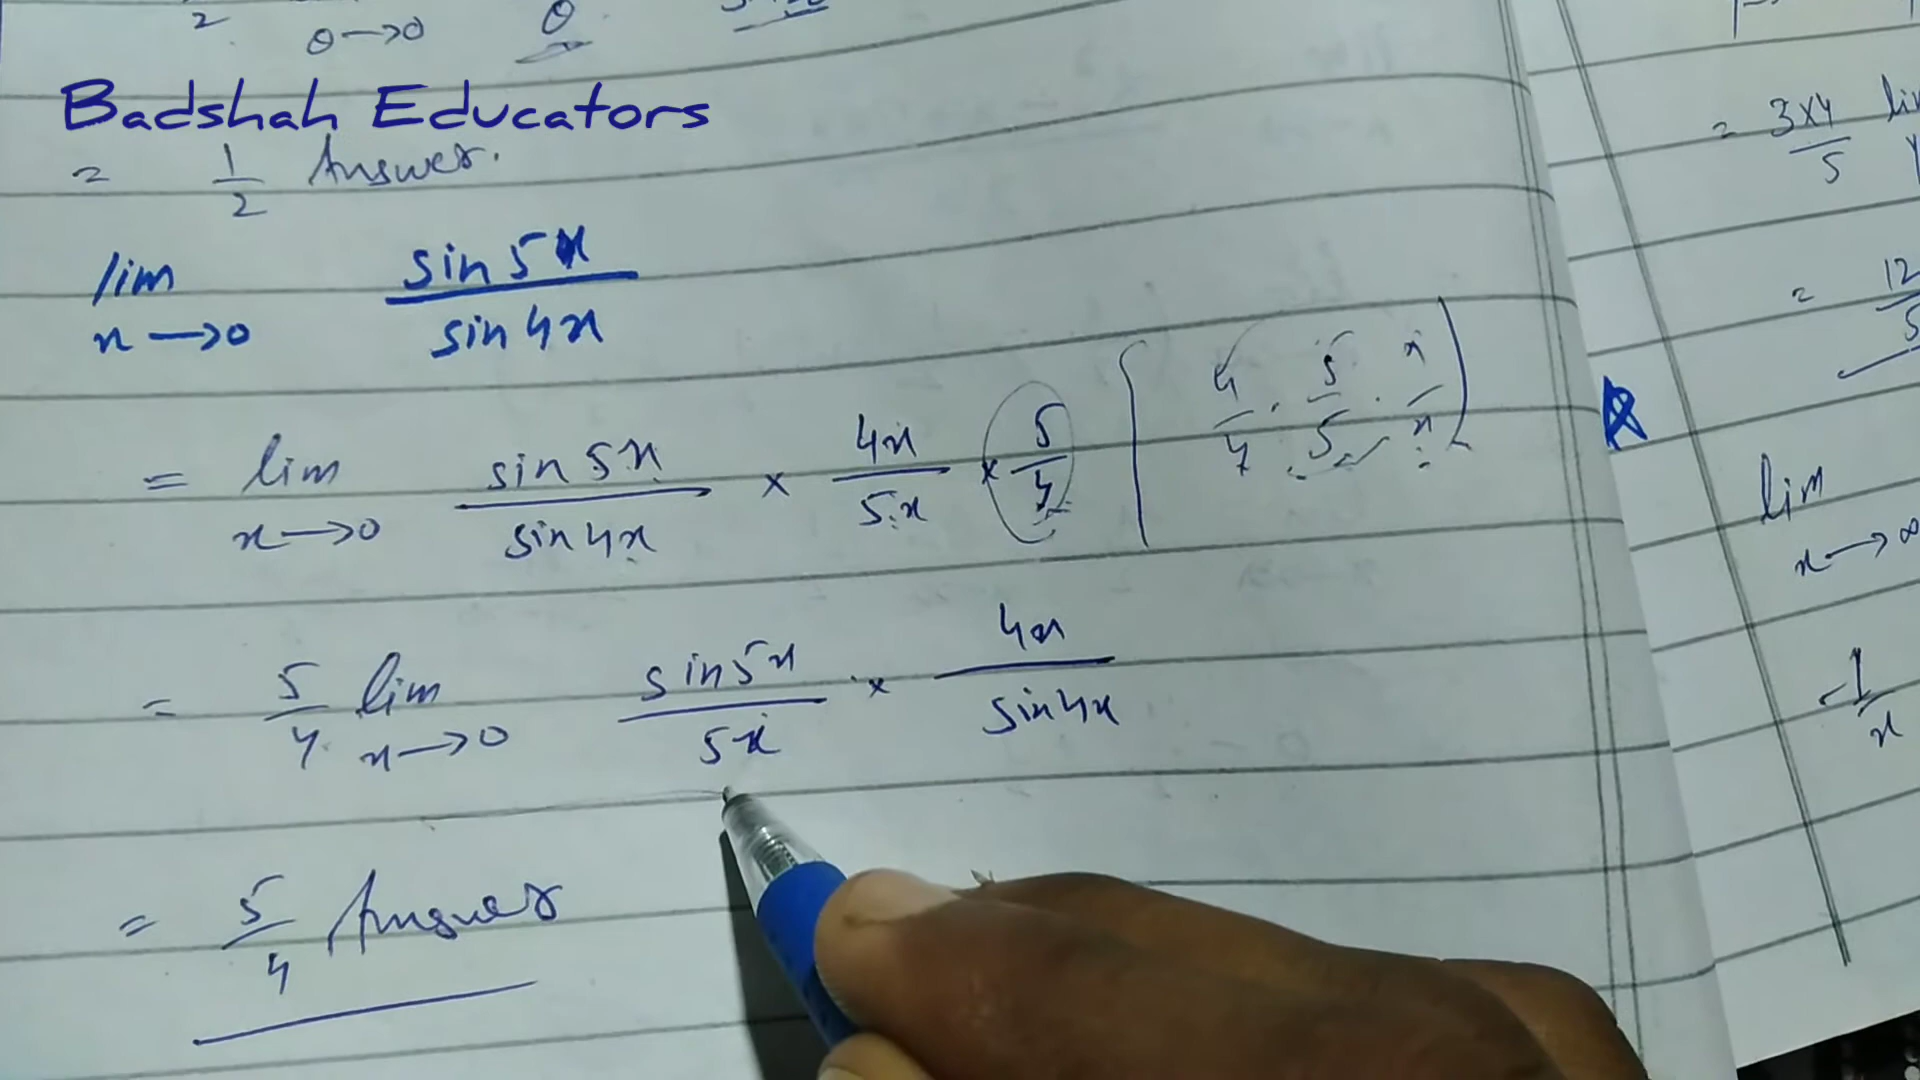 2 θ→0 θ
Badshah Educators
= 1/2 Answer.
lim x→0 sin 5x / sin 4x
= lim x→0 sin 5x / sin 4x × 4x / 5x × 5/4 ( 4/4 · 5/5 · x/x )
= 5/4 lim x→0 sin 5x / 5x × 4x / sin 4x
= 5/4 Answer
= 3×4 / 5
= 12 / 5
lim x→∞
-1 / x